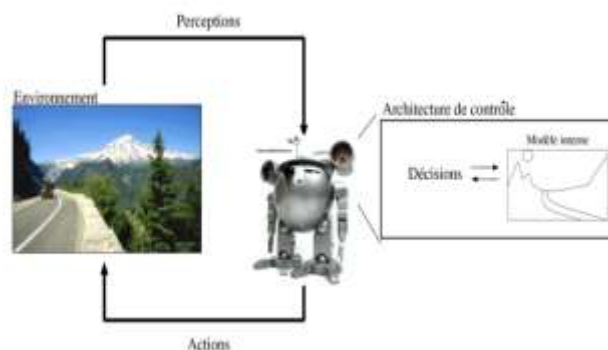 Perceptions
Environnement
Architecture de contrôle
Modèle interne
Décisions
Actions